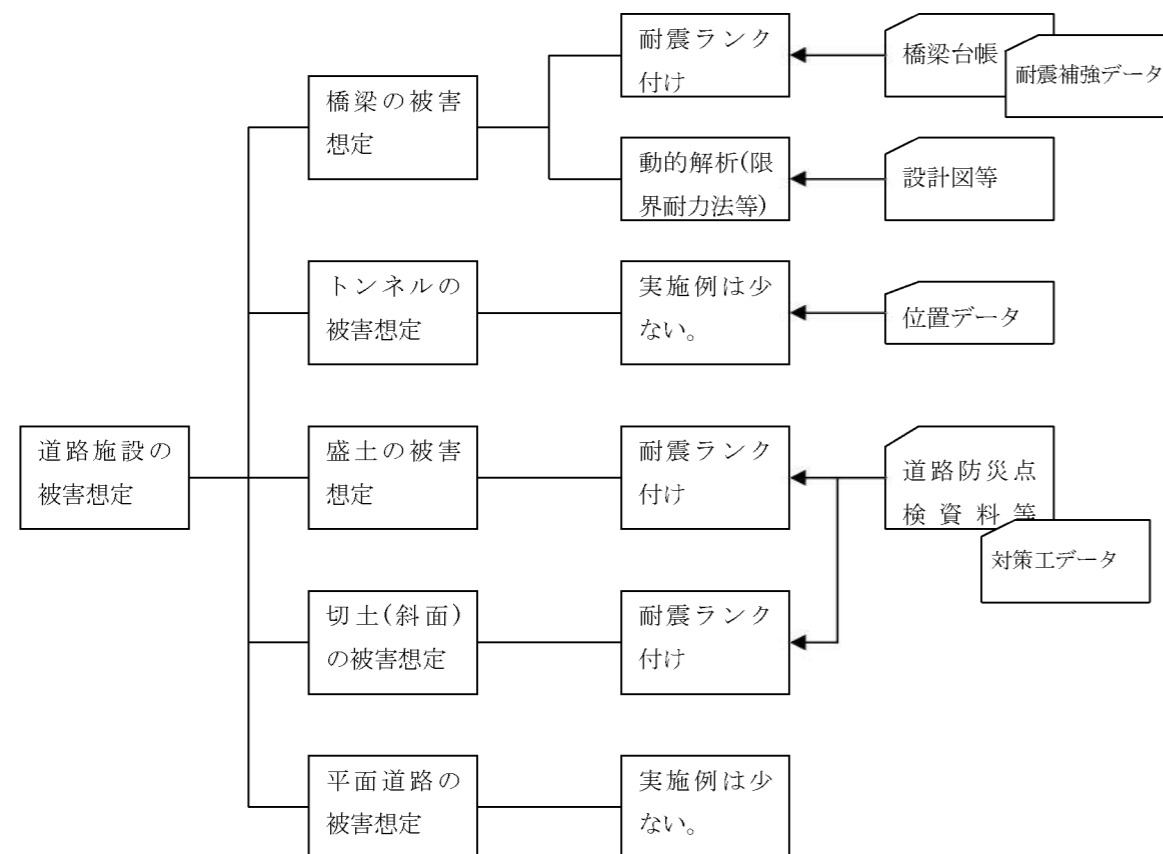 耐震ランク
付け
橋梁台帳
耐震補強データ
橋梁の被害
想定
動的解析(限
界耐力法等)
設計図等
トンネルの
被害想定
実施例は少
ない。
位置データ
道路施設の
被害想定
盛土の被害
想定
耐震ランク
付け
道路防災点
検資料等
対策工データ
切土(斜面)
の被害想定
耐震ランク
付け
平面道路の
被害想定
実施例は少
ない。